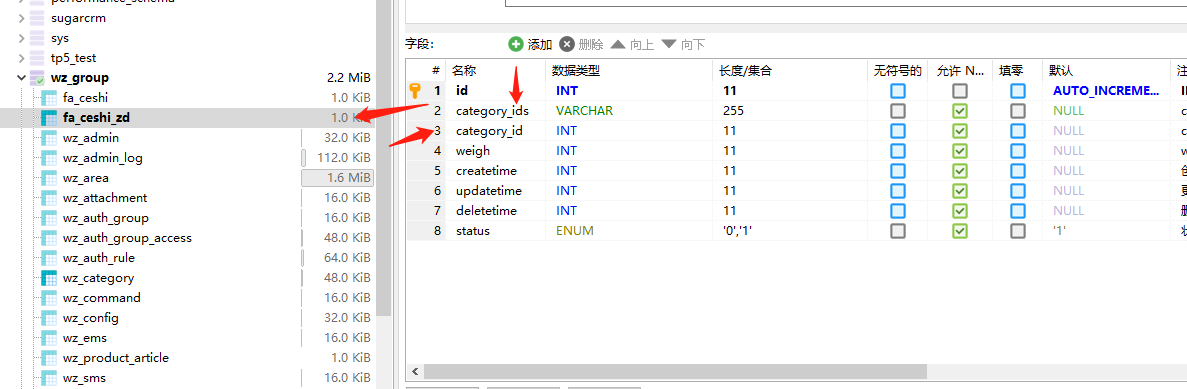 performance_schema
sugarcrm
sys
tp5_test
wz_group 2.2 MiB
fa_ceshi 1.0 KiB
fa_ceshi_zd 1.0
wz_admin 32.0 KiB
wz_admin_log 112.0 KiB
wz_area 1.6 MiB
wz_attachment 16.0 KiB
wz_auth_group 16.0 KiB
wz_auth_group_access 48.0 KiB
wz_auth_rule 64.0 KiB
wz_category 48.0 KiB
wz_command 16.0 KiB
wz_config 32.0 KiB
wz_ems 16.0 KiB
wz_product_article 1.0 KiB
wz_sms 16.0 KiB
字段: 添加 删除 向上 向下
# 名称 数据类型 长度/集合 无符号的 允许 N... 填零 默认
1 id INT 11 AUTO_INCREME...
2 category_ids VARCHAR 255 NULL
3 category_id INT 11 NULL
4 weigh INT 11 NULL
5 createtime INT 11 NULL
6 updatetime INT 11 NULL
7 deletetime INT 11 NULL
8 status ENUM '0','1' '1'